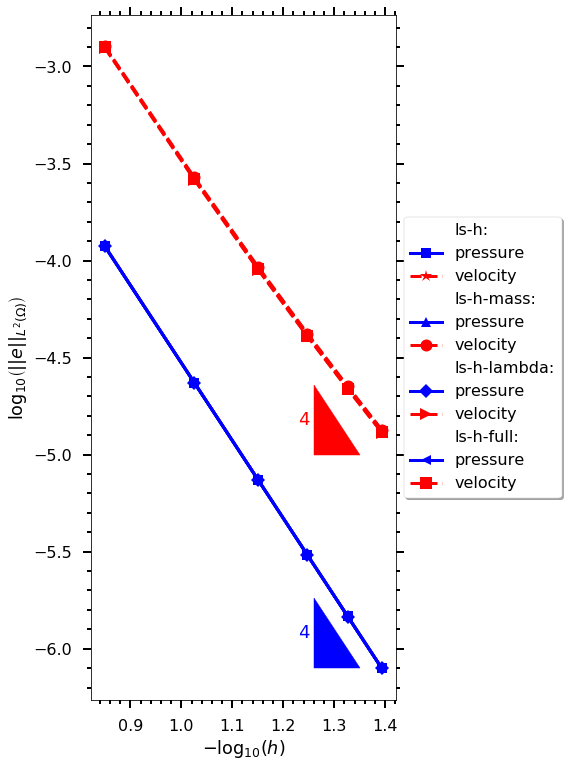 −3.0
−3.5
−4.0
−4.5
−5.0
−5.5
−6.0
log₁₀(||e||_{L²(Ω)})
0.9 1.0 1.1 1.2 1.3 1.4
−log₁₀(h)
4
4
ls-h:
pressure
velocity
ls-h-mass:
pressure
velocity
ls-h-lambda:
pressure
velocity
ls-h-full:
pressure
velocity